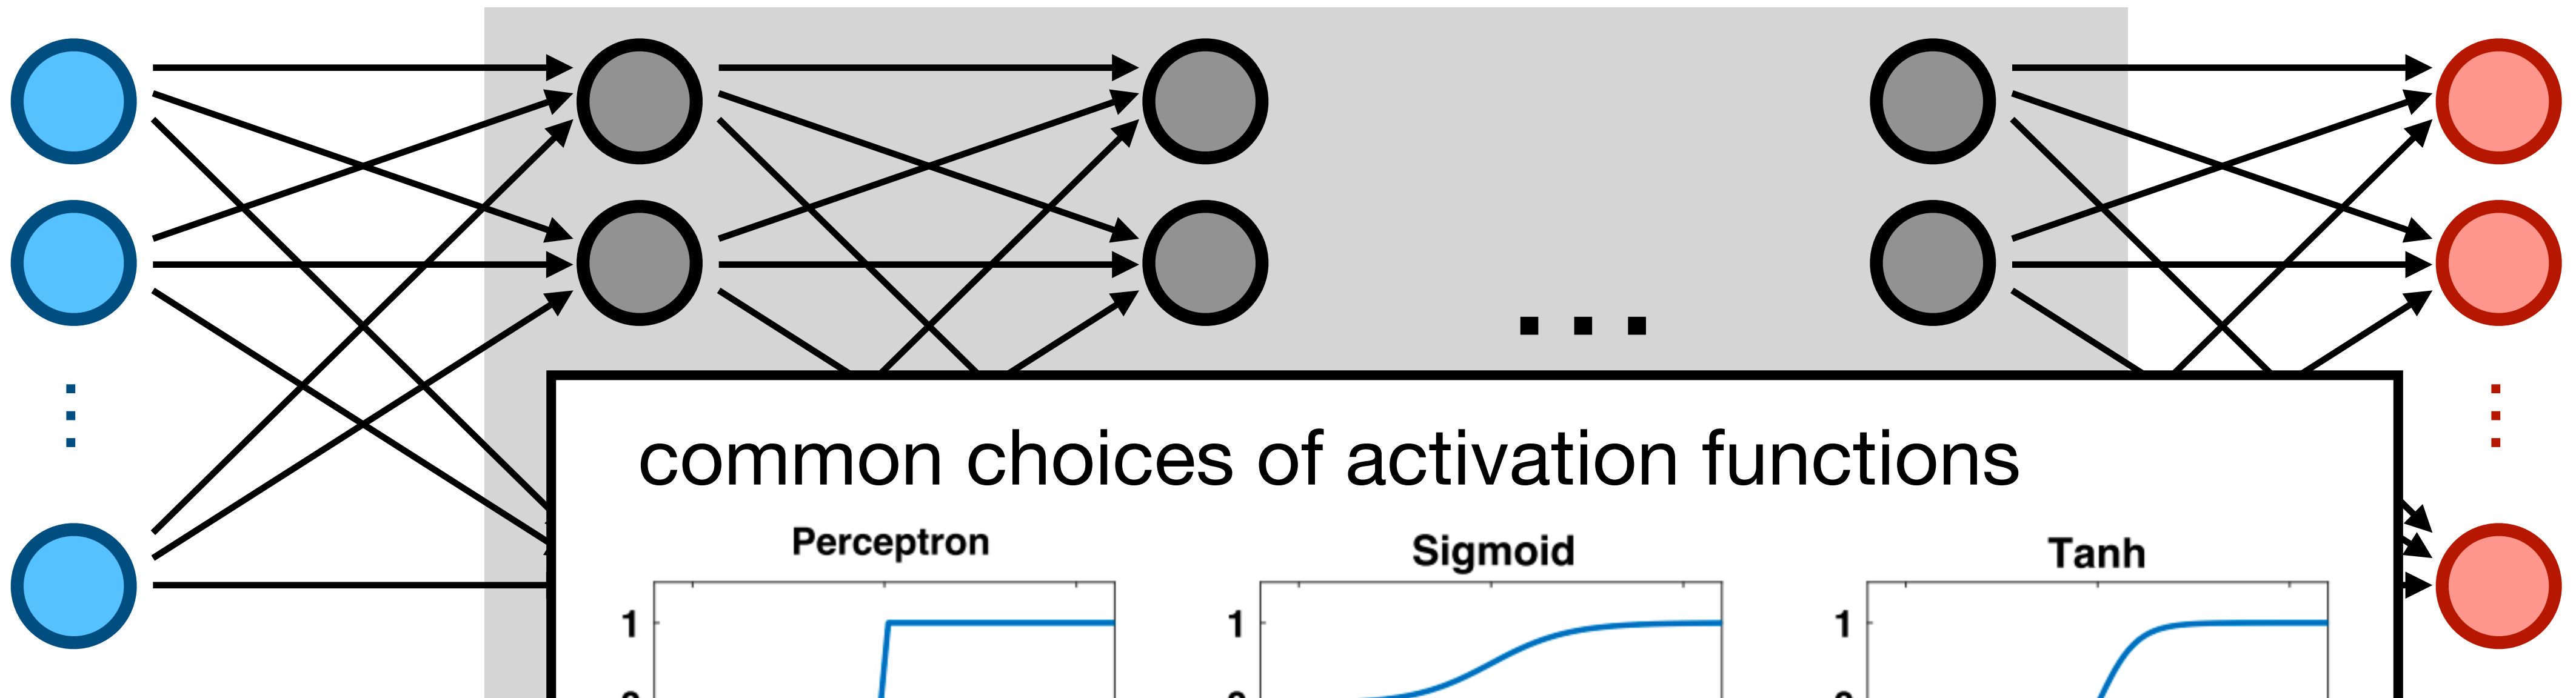 common choices of activation functions
Perceptron Sigmoid Tanh
1 1 1